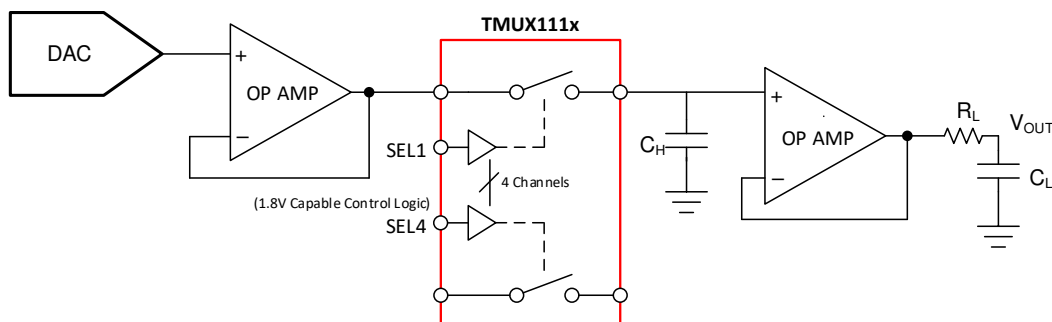 TMUX111x
DAC
+
OP AMP
−
SEL1
4 Channels
(1.8V Capable Control Logic)
SEL4
C_H
+
OP AMP
−
R_L
V_OUT
C_L